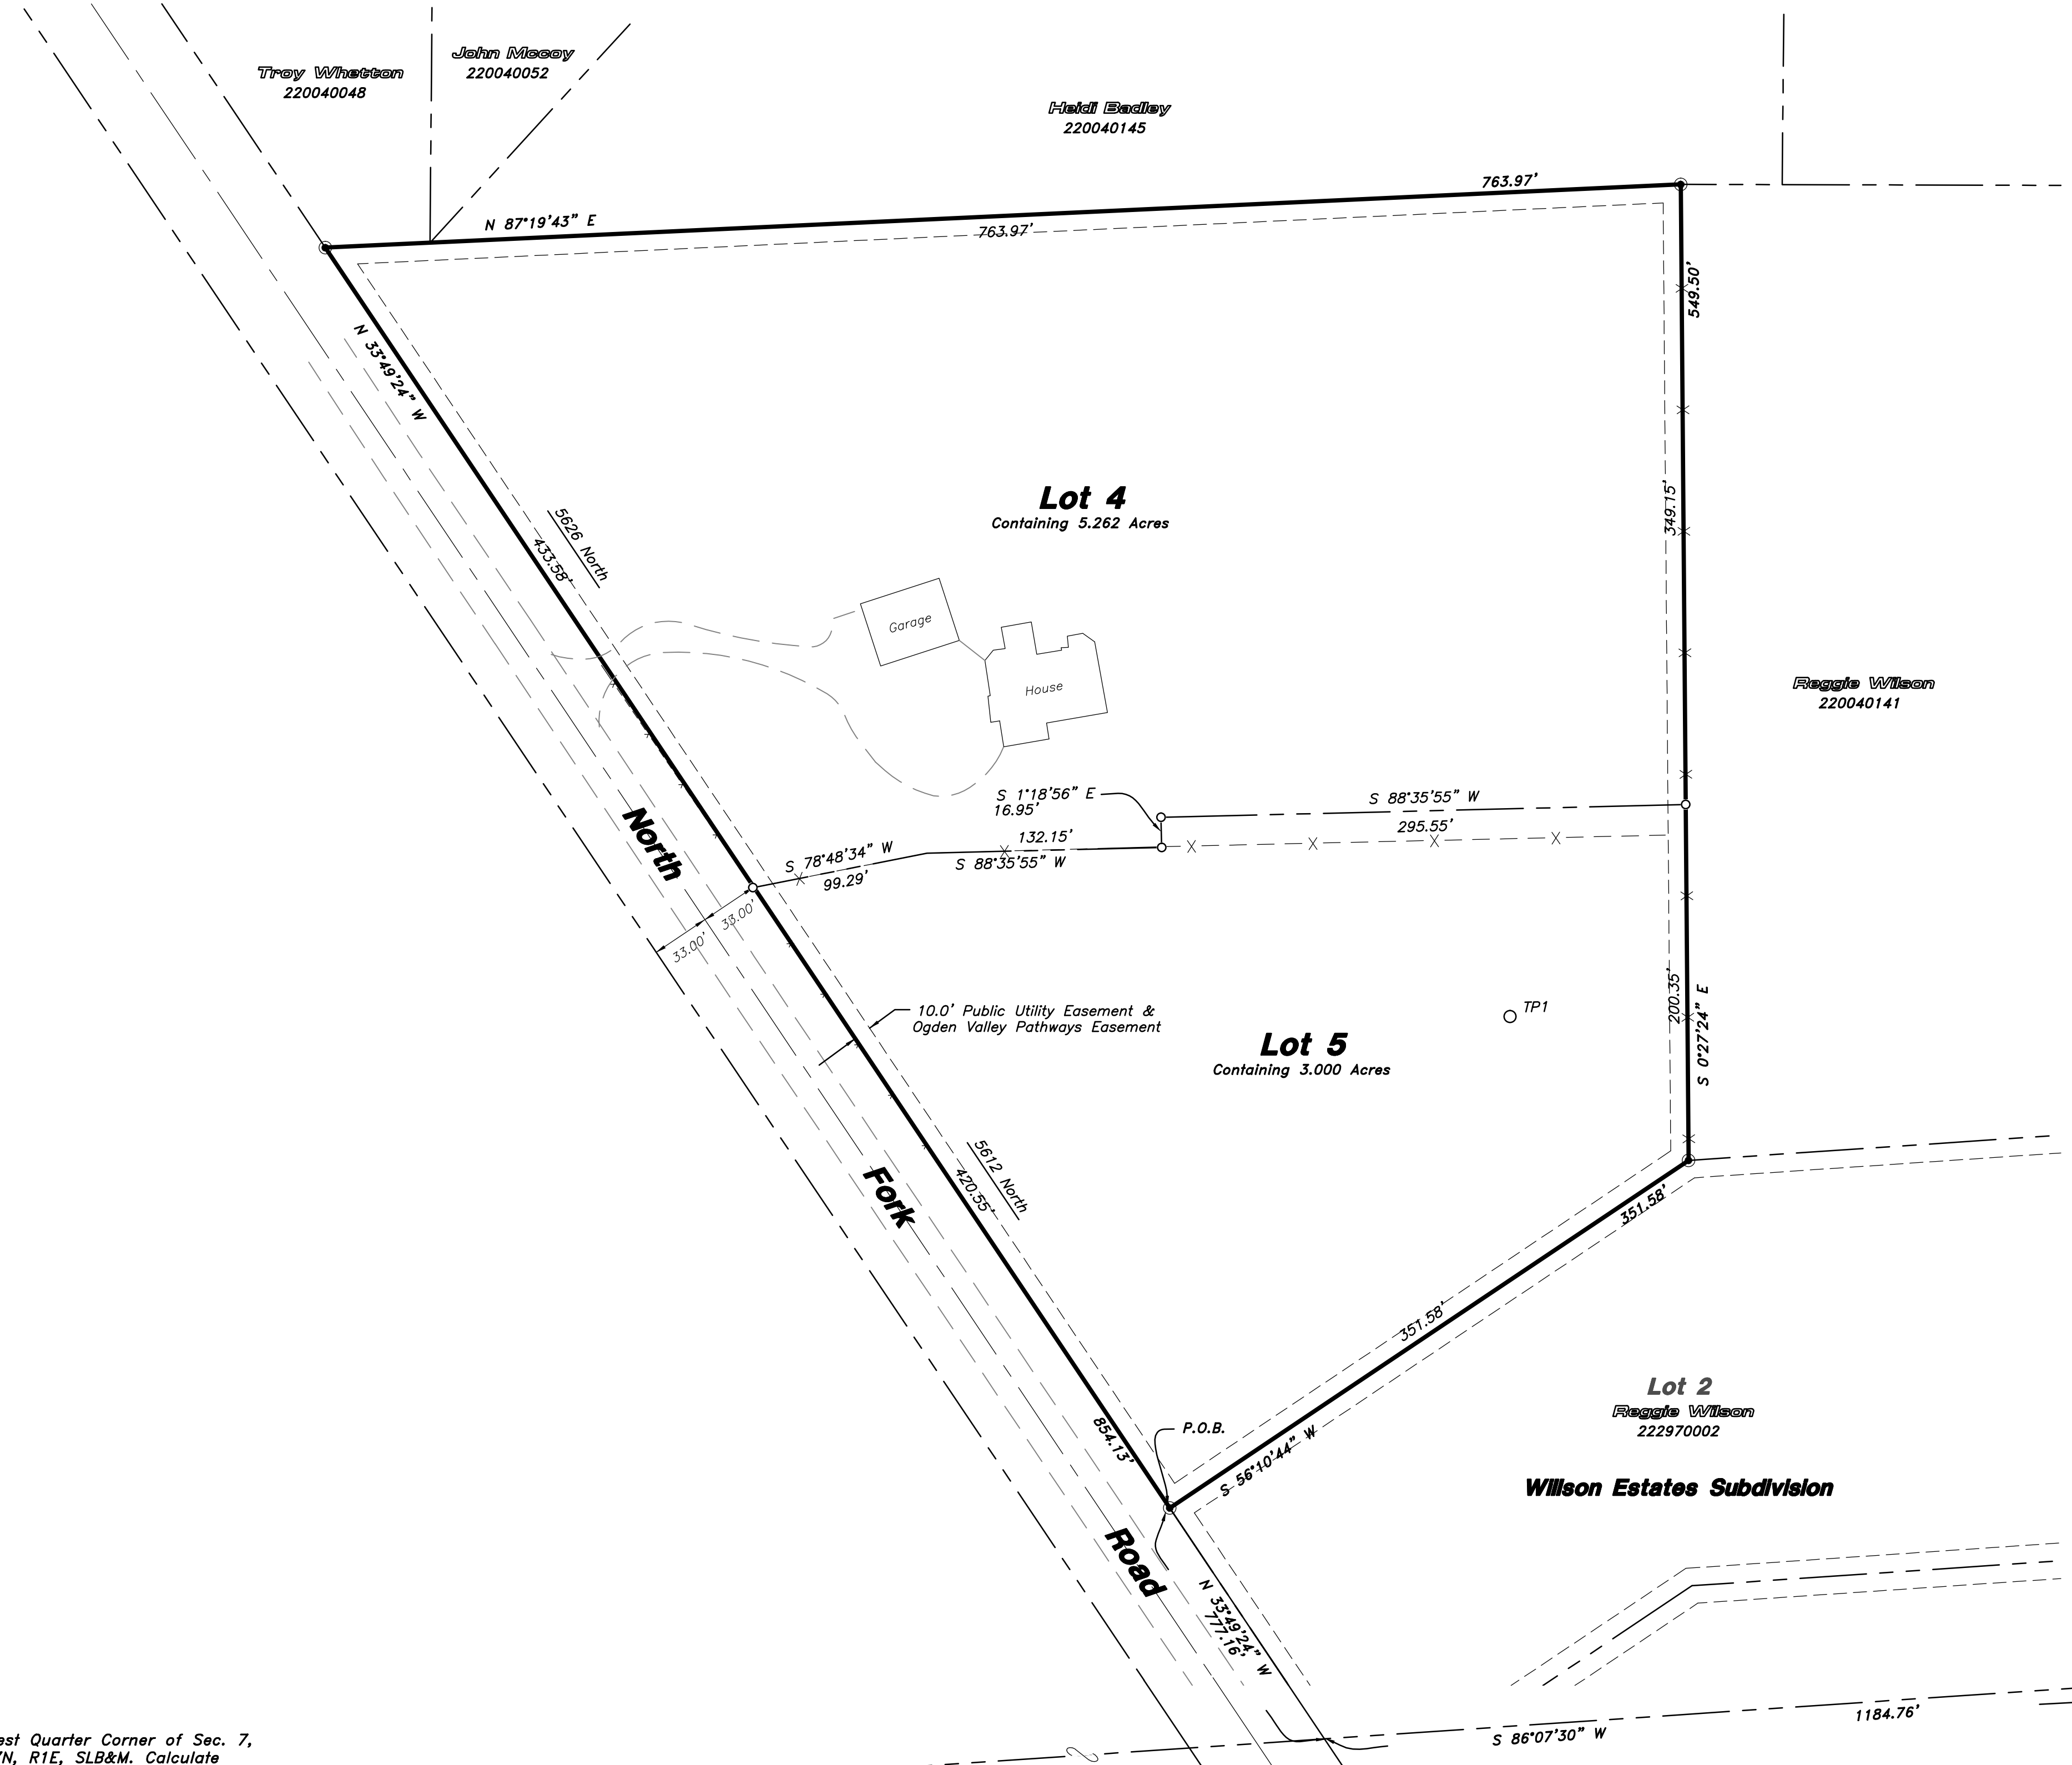 Troy Whetton
220040048
John Mccoy
220040052
Heidi Badley
220040145
763.97'
N 87°19'43" E
763.97'
549.50'
N 33°49'24" W
349.15'
Lot 4
Containing 5.262 Acres
5626 North
433.58'
Garage
House
Reggie Wilson
220040141
S 1°18'56" E
16.95'
S 88°35'55" W
295.55'
132.15'
S 88°35'55" W
S 78°48'34" W
99.29'
North
33.00'
33.00'
200.35'
S 0°27'24" E
TP1
10.0' Public Utility Easement &
Ogden Valley Pathways Easement
Lot 5
Containing 3.000 Acres
5612 North
420.55'
Fork
351.58'
351.58'
854.13'
P.O.B.
S 56°10'44" W
Lot 2
Reggie Wilson
222970002
Willson Estates Subdivision
Road
N 33°49'24" W
777.16'
1184.76'
S 86°07'30" W
est Quarter Corner of Sec. 7,
7N, R1E, SLB&M. Calculate